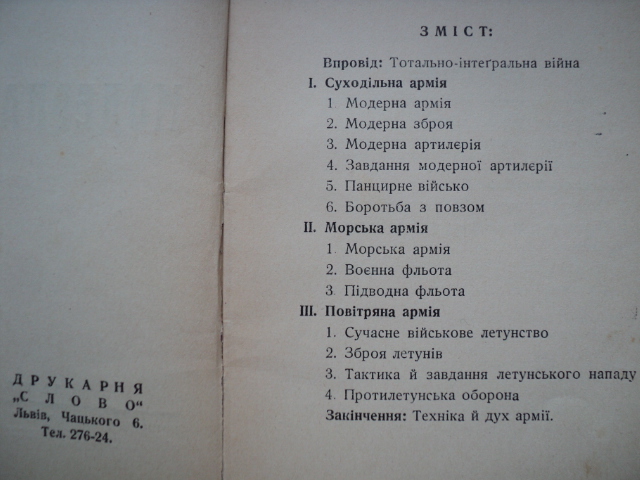 ДРУКАРНЯ
„СЛОВО“
Львів, Чацького 6.
Тел. 276-24.
ЗМІСТ:
Впровід: Тотально-інтеґральна війна
I. Суходільна армія
1. Модерна армія
2. Модерна зброя
3. Модерна артилєрія
4. Завдання модерної артилєрії
5. Панцирне військо
6. Боротьба з повзом
II. Морська армія
1. Морська армія
2. Воєнна фльота
3. Підводна фльота
III. Повітряна армія
1. Сучасне військове летунство
2. Зброя летунів
3. Тактика й завдання летунського нападу
4. Протилетунська оборона
Закінчення: Техніка й дух армії.